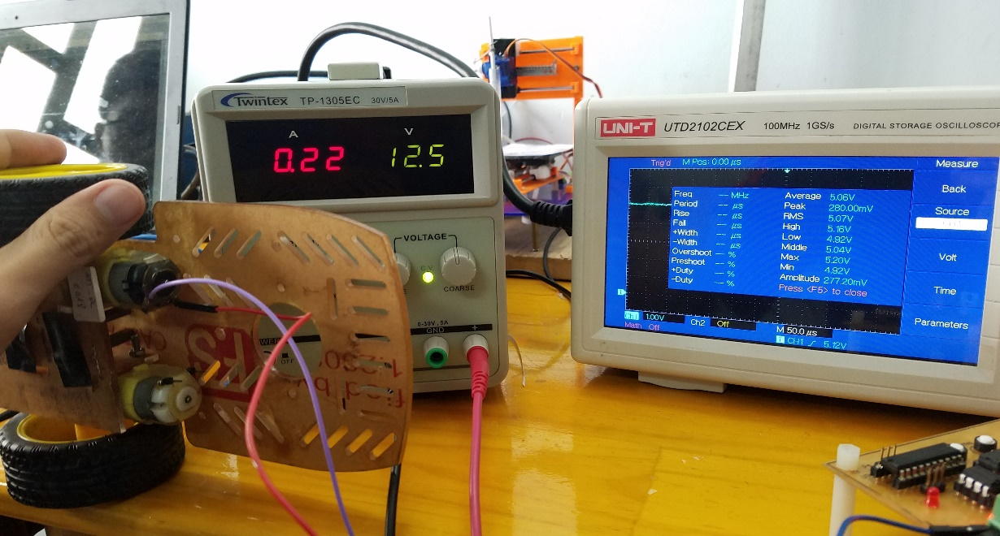 Twintex TP-1305EC 30V/5A
A V
0.22 12.5
VOLTAGE
C.V
COARSE
0-30V, 5A
GND +
OFF
UNI-T UTD2102CEX 100MHz 1GS/s DIGITAL STORAGE OSCILLOSCOP
Trig'd M Pos: 0.00 µs
Measure
Back
Source
Volt
Time
Parameters
Freq -- MHz Average 5.06V
Period -- µs Peak 280.00mV
Rise -- µs RMS 5.07V
Fall -- µs High 5.16V
+Width -- µs Low 4.92V
-Width -- µs Middle 5.04V
Overshoot -- % Max 5.20V
Preshoot -- % Min 4.92V
+Duty -- % Amplitude 277.20mV
-Duty -- % Press <F5> to close
Ch1 1.00V Ch2 Off
Math Off M 50.0 µs
CH1 5.12V